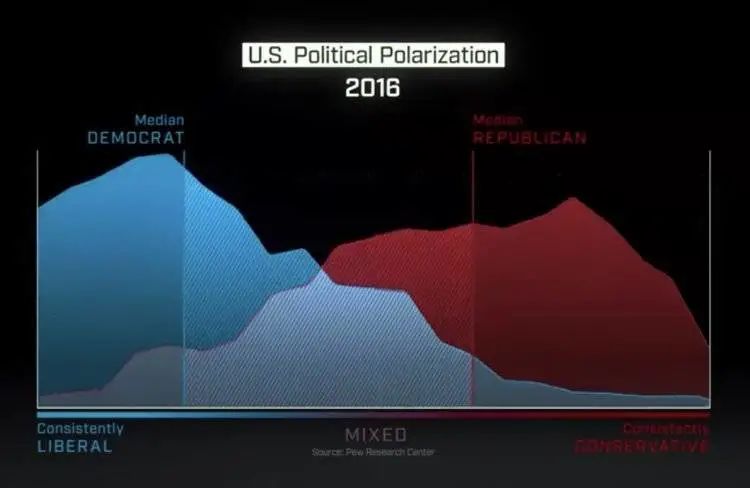 U.S. Political Polarization
2016
Median
DEMOCRAT
Median
REPUBLICAN
Consistently
LIBERAL
MIXED
Source: Pew Research Center
Consistently
CONSERVATIVE